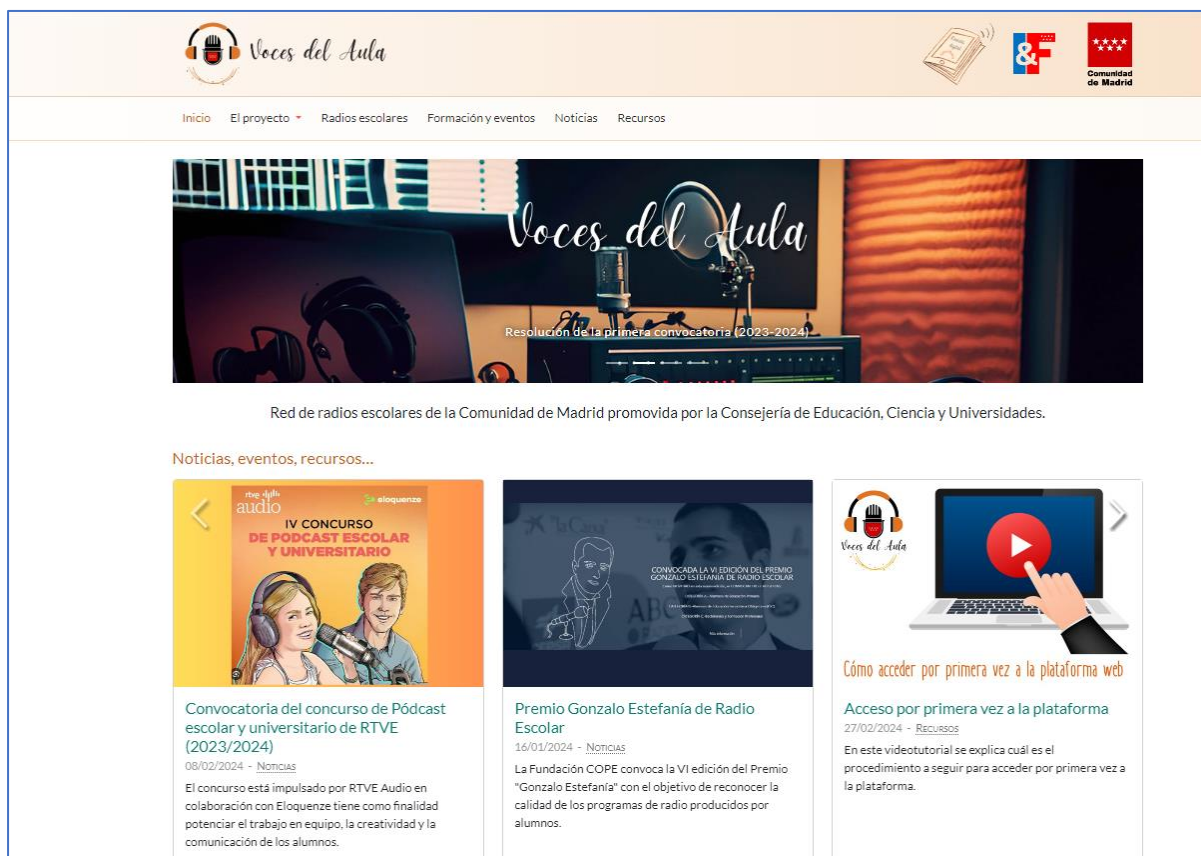 Voces del Aula
&F
Comunidad
de Madrid
Inicio El proyecto Radios escolares Formación y eventos Noticias Recursos
Voces del Aula
Resolución de la primera convocatoria (2023-2024)
Red de radios escolares de la Comunidad de Madrid promovida por la Consejería de Educación, Ciencia y Universidades.
Noticias, eventos, recursos...
rtve
audio
eloquenze
IV CONCURSO
DE PÓDCAST ESCOLAR
Y UNIVERSITARIO
Convocatoria del concurso de Pódcast
escolar y universitario de RTVE
(2023/2024)
08/02/2024 - Noticias
El concurso está impulsado por RTVE Audio en
colaboración con Eloquenze tiene como finalidad
potenciar el trabajo en equipo, la creatividad y la
comunicación de los alumnos.
"la Caixa"
ABC
CONVOCADA LA VI EDICIÓN DEL PREMIO
GONZALO ESTEFANÍA DE RADIO ESCOLAR
Más información
Premio Gonzalo Estefanía de Radio
Escolar
16/01/2024 - Noticias
La Fundación COPE convoca la VI edición del Premio
"Gonzalo Estefanía" con el objetivo de reconocer la
calidad de los programas de radio producidos por
alumnos.
Voces del Aula
Cómo acceder por primera vez a la plataforma web
Acceso por primera vez a la plataforma
27/02/2024 - Recursos
En este videotutorial se explica cuál es el
procedimiento a seguir para acceder por primera vez a
la plataforma.